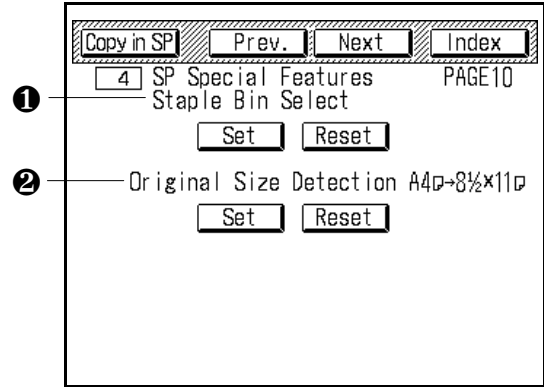 Copy in SP Prev. Next Index
4 SP Special Features PAGE10
❶ Staple Bin Select
Set Reset
❷ Original Size Detection A4▯→8½×11▯
Set Reset